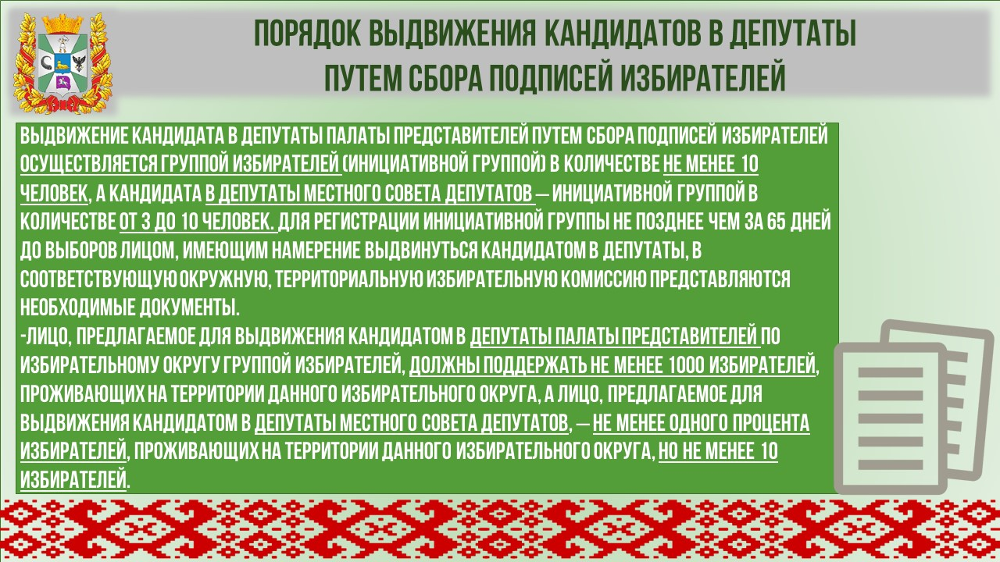 ПОРЯДОК ВЫДВИЖЕНИЯ КАНДИДАТОВ В ДЕПУТАТЫ
ПУТЕМ СБОРА ПОДПИСЕЙ ИЗБИРАТЕЛЕЙ
ВЫДВИЖЕНИЕ КАНДИДАТА В ДЕПУТАТЫ ПАЛАТЫ ПРЕДСТАВИТЕЛЕЙ ПУТЕМ СБОРА ПОДПИСЕЙ ИЗБИРАТЕЛЕЙ
ОСУЩЕСТВЛЯЕТСЯ ГРУППОЙ ИЗБИРАТЕЛЕЙ (ИНИЦИАТИВНОЙ ГРУППОЙ) В КОЛИЧЕСТВЕ НЕ МЕНЕЕ 10
ЧЕЛОВЕК, А КАНДИДАТА В ДЕПУТАТЫ МЕСТНОГО СОВЕТА ДЕПУТАТОВ – ИНИЦИАТИВНОЙ ГРУППОЙ В
КОЛИЧЕСТВЕ ОТ 3 ДО 10 ЧЕЛОВЕК. ДЛЯ РЕГИСТРАЦИИ ИНИЦИАТИВНОЙ ГРУППЫ НЕ ПОЗДНЕЕ ЧЕМ ЗА 65 ДНЕЙ
ДО ВЫБОРОВ ЛИЦОМ, ИМЕЮЩИМ НАМЕРЕНИЕ ВЫДВИНУТЬСЯ КАНДИДАТОМ В ДЕПУТАТЫ, В
СООТВЕТСТВУЮЩУЮ ОКРУЖНУЮ, ТЕРРИТОРИАЛЬНУЮ ИЗБИРАТЕЛЬНУЮ КОМИССИЮ ПРЕДСТАВЛЯЮТСЯ
НЕОБХОДИМЫЕ ДОКУМЕНТЫ.
-ЛИЦО, ПРЕДЛАГАЕМОЕ ДЛЯ ВЫДВИЖЕНИЯ КАНДИДАТОМ В ДЕПУТАТЫ ПАЛАТЫ ПРЕДСТАВИТЕЛЕЙ ПО
ИЗБИРАТЕЛЬНОМУ ОКРУГУ ГРУППОЙ ИЗБИРАТЕЛЕЙ, ДОЛЖНЫ ПОДДЕРЖАТЬ НЕ МЕНЕЕ 1000 ИЗБИРАТЕЛЕЙ,
ПРОЖИВАЮЩИХ НА ТЕРРИТОРИИ ДАННОГО ИЗБИРАТЕЛЬНОГО ОКРУГА, А ЛИЦО, ПРЕДЛАГАЕМОЕ ДЛЯ
ВЫДВИЖЕНИЯ КАНДИДАТОМ В ДЕПУТАТЫ МЕСТНОГО СОВЕТА ДЕПУТАТОВ, – НЕ МЕНЕЕ ОДНОГО ПРОЦЕНТА
ИЗБИРАТЕЛЕЙ, ПРОЖИВАЮЩИХ НА ТЕРРИТОРИИ ДАННОГО ИЗБИРАТЕЛЬНОГО ОКРУГА, НО НЕ МЕНЕЕ 10
ИЗБИРАТЕЛЕЙ.